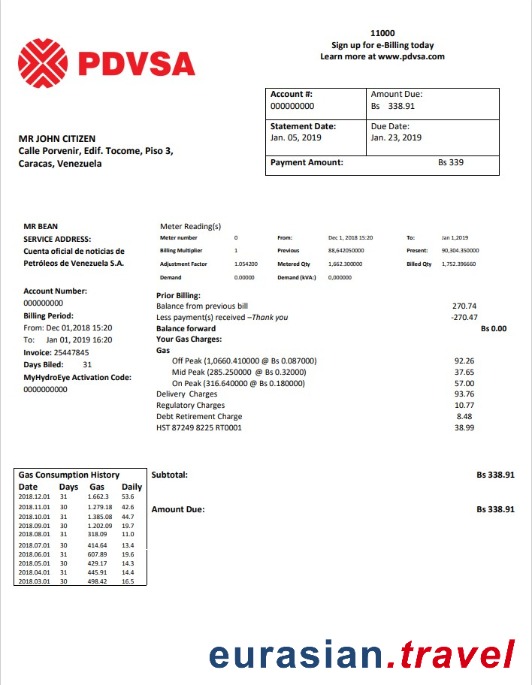 PDVSA
11000
Sign up for e-Billing today
Learn more at www.pdvsa.com
Account #:
000000000
Amount Due:
Bs 338.91
Statement Date:
Jan. 05, 2019
Due Date:
Jan. 23, 2019
Payment Amount: Bs 339
MR JOHN CITIZEN
Calle Porvenir, Edif. Tocome, Piso 3,
Caracas, Venezuela
MR BEAN
SERVICE ADDRESS:
Cuenta oficial de noticias de
Petróleos de Venezuela S.A.
Account Number:
000000000
Billing Period:
From: Dec 01,2018 15:20
To: Jan 01, 2019 16:20
Invoice: 25447845
Days Biled: 31
MyHydroEye Activation Code:
0000000000
Meter Reading(s)
Meter number 0 From: Dec 1, 2018 15:20 To: Jan 1,2019
Billing Multiplier 1 Previous 88,642050000 Present: 90,304.350000
Adjustment Factor 1.054200 Metered Qty 1,662.300000 Billed Qty 1,752.396660
Demand 0.00000 Demand (kVA:) 0,000000
Prior Billing:
Balance from previous bill 270.74
Less payment(s) received –Thank you -270.47
Balance forward Bs 0.00
Your Gas Charges:
Gas
Off Peak (1,0660.410000 @ Bs 0.087000) 92.26
Mid Peak (285.250000 @ Bs 0.32000) 37.65
On Peak (316.640000 @ Bs 0.180000) 57.00
Delivery Charges 93.76
Regulatory Charges 10.77
Debt Retirement Charge 8.48
HST 87249 8225 RT0001 38.99
Gas Consumption History
Date Days Gas Daily
2018.12.01 31 1.662.3 53.6
2018.11.01 30 1.279.18 42.6
2018.10.01 31 1.385.08 44.7
2018.09.01 30 1.202.09 19.7
2018.08.01 31 318.09 11.0
2018.07.01 30 414.64 13.4
2018.06.01 31 607.89 19.6
2018.05.01 30 429.17 14.3
2018.04.01 31 445.91 14.4
2018.03.01 30 498.42 16.5
Subtotal: Bs 338.91
Amount Due: Bs 338.91
eurasian.travel